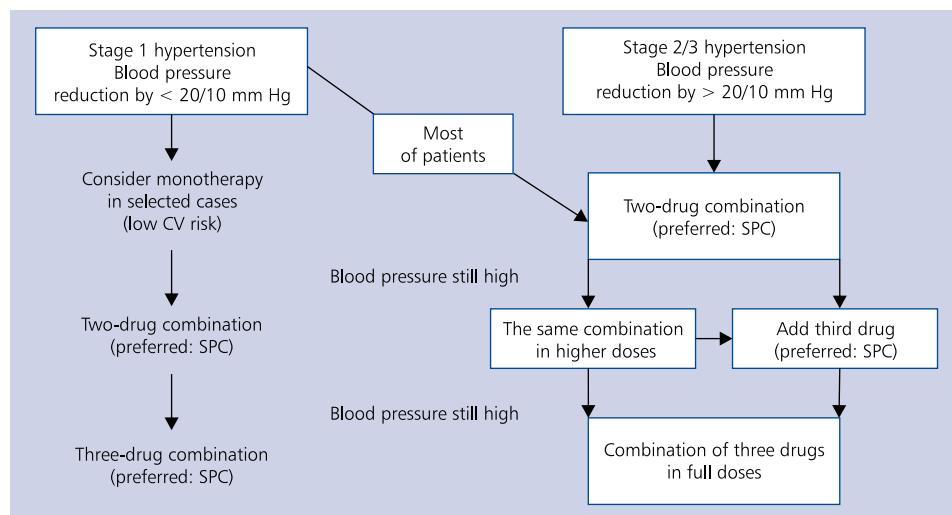 Stage 1 hypertension
Blood pressure
reduction by < 20/10 mm Hg
Stage 2/3 hypertension
Blood pressure
reduction by > 20/10 mm Hg
Most
of patients
Consider monotherapy
in selected cases
(low CV risk)
Two-drug combination
(preferred: SPC)
Blood pressure still high
Two-drug combination
(preferred: SPC)
The same combination
in higher doses
Add third drug
(preferred: SPC)
Blood pressure still high
Three-drug combination
(preferred: SPC)
Combination of three drugs
in full doses